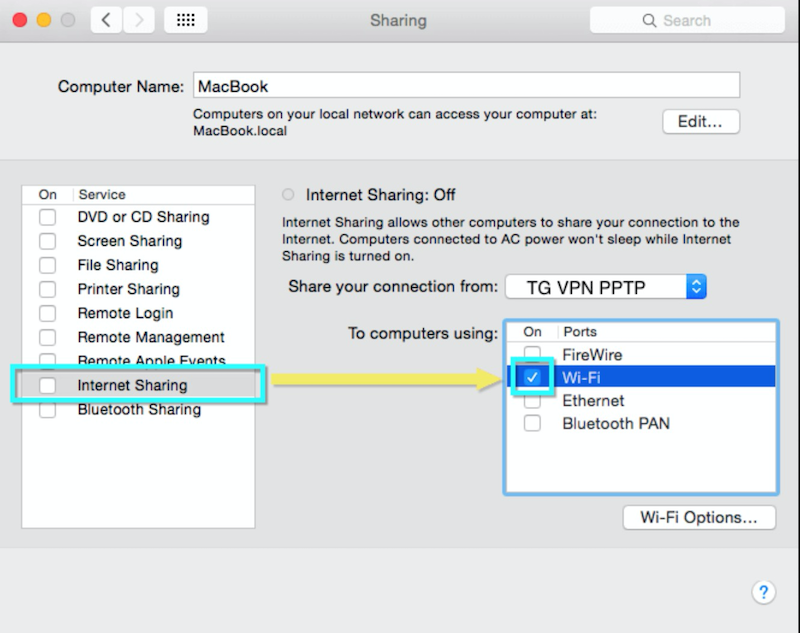 Sharing
Search
Computer Name: MacBook
Computers on your local network can access your computer at:
MacBook.local
Edit...
On Service
DVD or CD Sharing
Screen Sharing
File Sharing
Printer Sharing
Remote Login
Remote Management
Remote Apple Events
Internet Sharing
Bluetooth Sharing
Internet Sharing: Off
Internet Sharing allows other computers to share your connection to the
Internet. Computers connected to AC power won't sleep while Internet
Sharing is turned on.
Share your connection from: TG VPN PPTP
To computers using:
On Ports
FireWire
Wi-Fi
Ethernet
Bluetooth PAN
Wi-Fi Options...
?